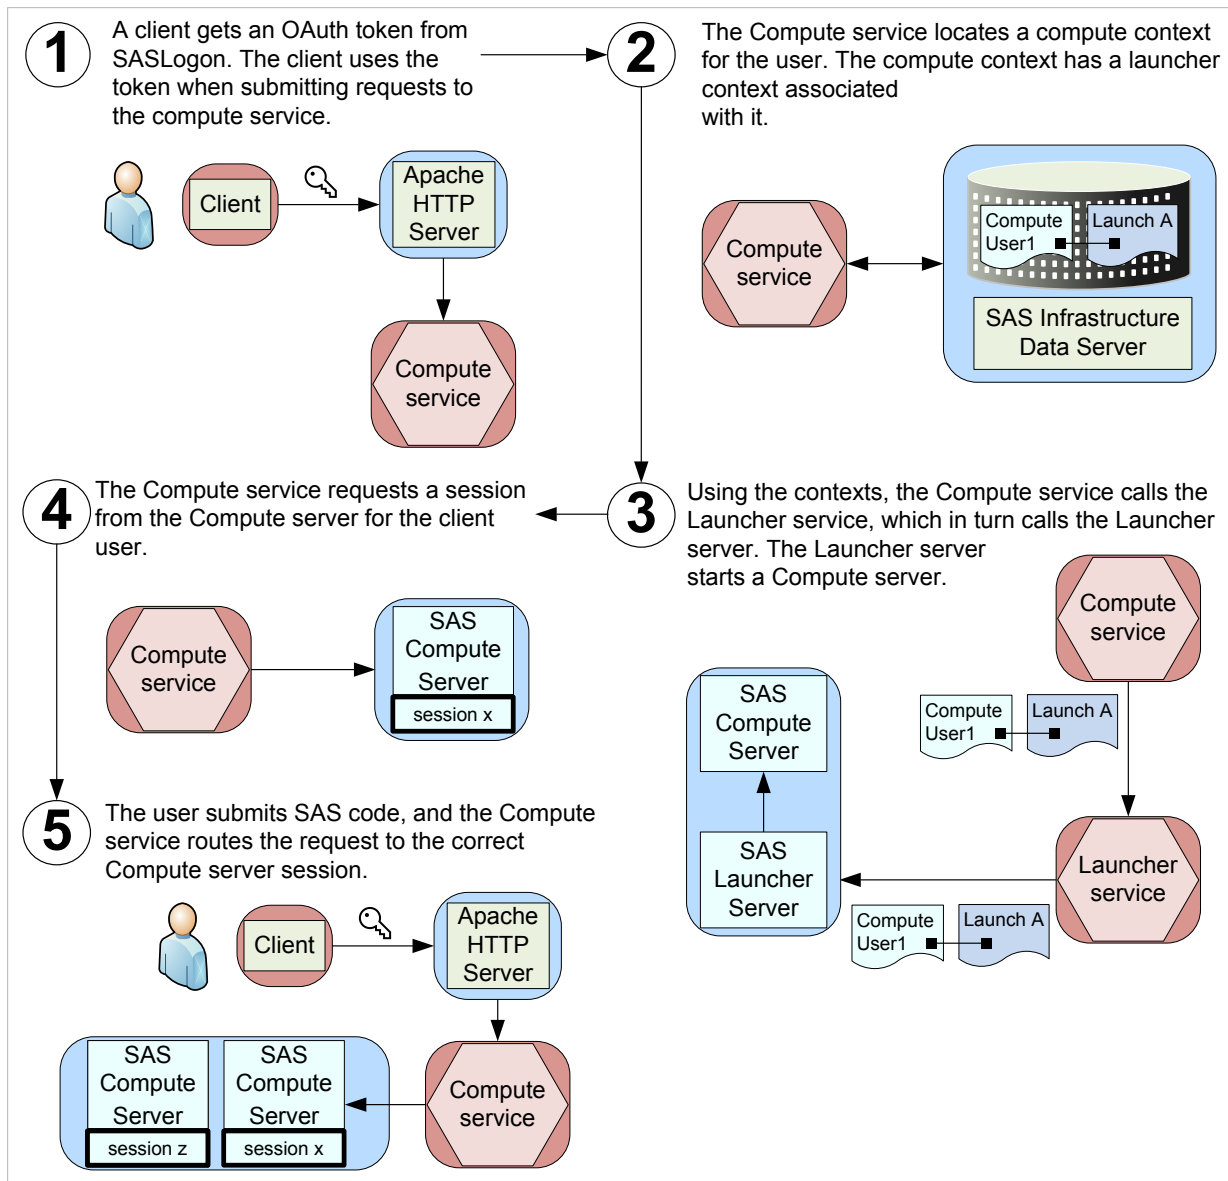 1
A client gets an OAuth token from
SASLogon. The client uses the
token when submitting requests to
the compute service.
Client
Apache
HTTP
Server
Compute
service
2
The Compute service locates a compute context
for the user. The compute context has a launcher
context associated
with it.
Compute
service
Compute
User1
Launch A
SAS Infrastructure
Data Server
3
Using the contexts, the Compute service calls the
Launcher service, which in turn calls the Launcher
server. The Launcher server
starts a Compute server.
Compute
service
Compute
User1
Launch A
SAS
Compute
Server
SAS
Launcher
Server
Launcher
service
Compute
User1
Launch A
4
The Compute service requests a session
from the Compute server for the client
user.
Compute
service
SAS
Compute
Server
session x
5
The user submits SAS code, and the Compute
service routes the request to the correct
Compute server session.
Client
Apache
HTTP
Server
SAS
Compute
Server
session z
SAS
Compute
Server
session x
Compute
service